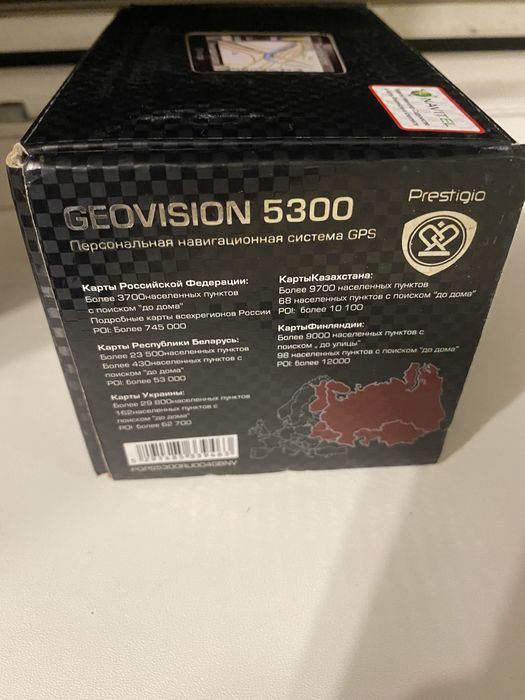 NAVITEL
Prestigio
GEOVISION 5300
Персональная навигационная система GPS
Карты Российской Федерации:
Более 3700населенных пунктов
с поиском "до дома"
Подробные карты всехрегионов России
POI: Более 745 000
Карты Республики Беларусь:
Более 23 500населенных пунктов
Более 430населенных пунктов с
поиском "до дома"
POI: более 53 000
Карты Украины:
Более 29 800населенных пунктов
162населенных пунктов с
поиском "до дома"
POI: более 62 700
КартыКазахстана:
Более 9700 населенных пунктов
68 населенных пунктов с поиском "до дома"
POI: более 10 100
КартыФинляндии:
Более 9000 населенных пунктов с
поиском „ до улицы"
98 населенных пунктов с поиском "до дома"
POI: более 12000
PGPS5300RU004GBNV